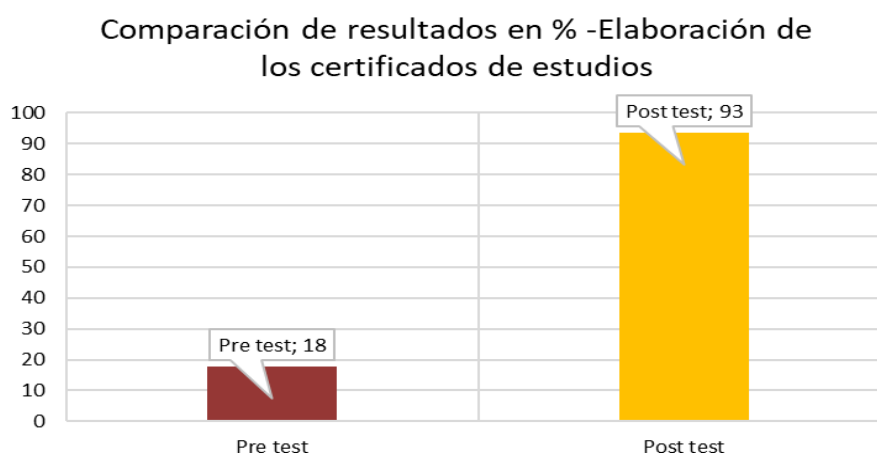 Comparación de resultados en % -Elaboración de
los certificados de estudios
100
90
80
70
60
50
40
30
20
10
0
Post test; 93
Pre test; 18
Pre test
Post test